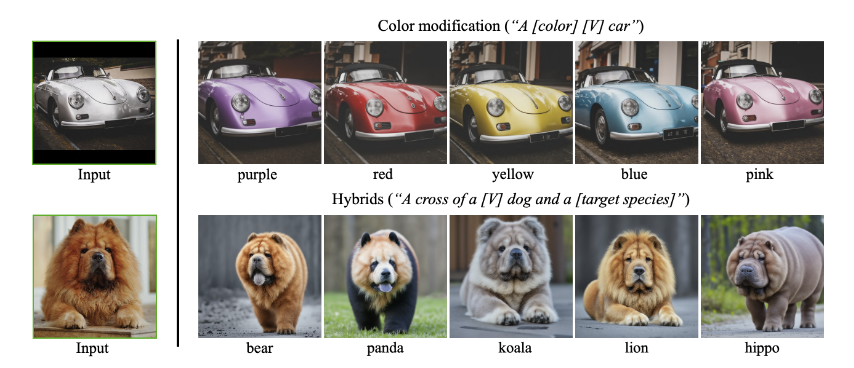 Color modification (“A [color] [V] car”)
Input
purple
red
yellow
blue
pink
Hybrids (“A cross of a [V] dog and a [target species]”)
Input
bear
panda
koala
lion
hippo